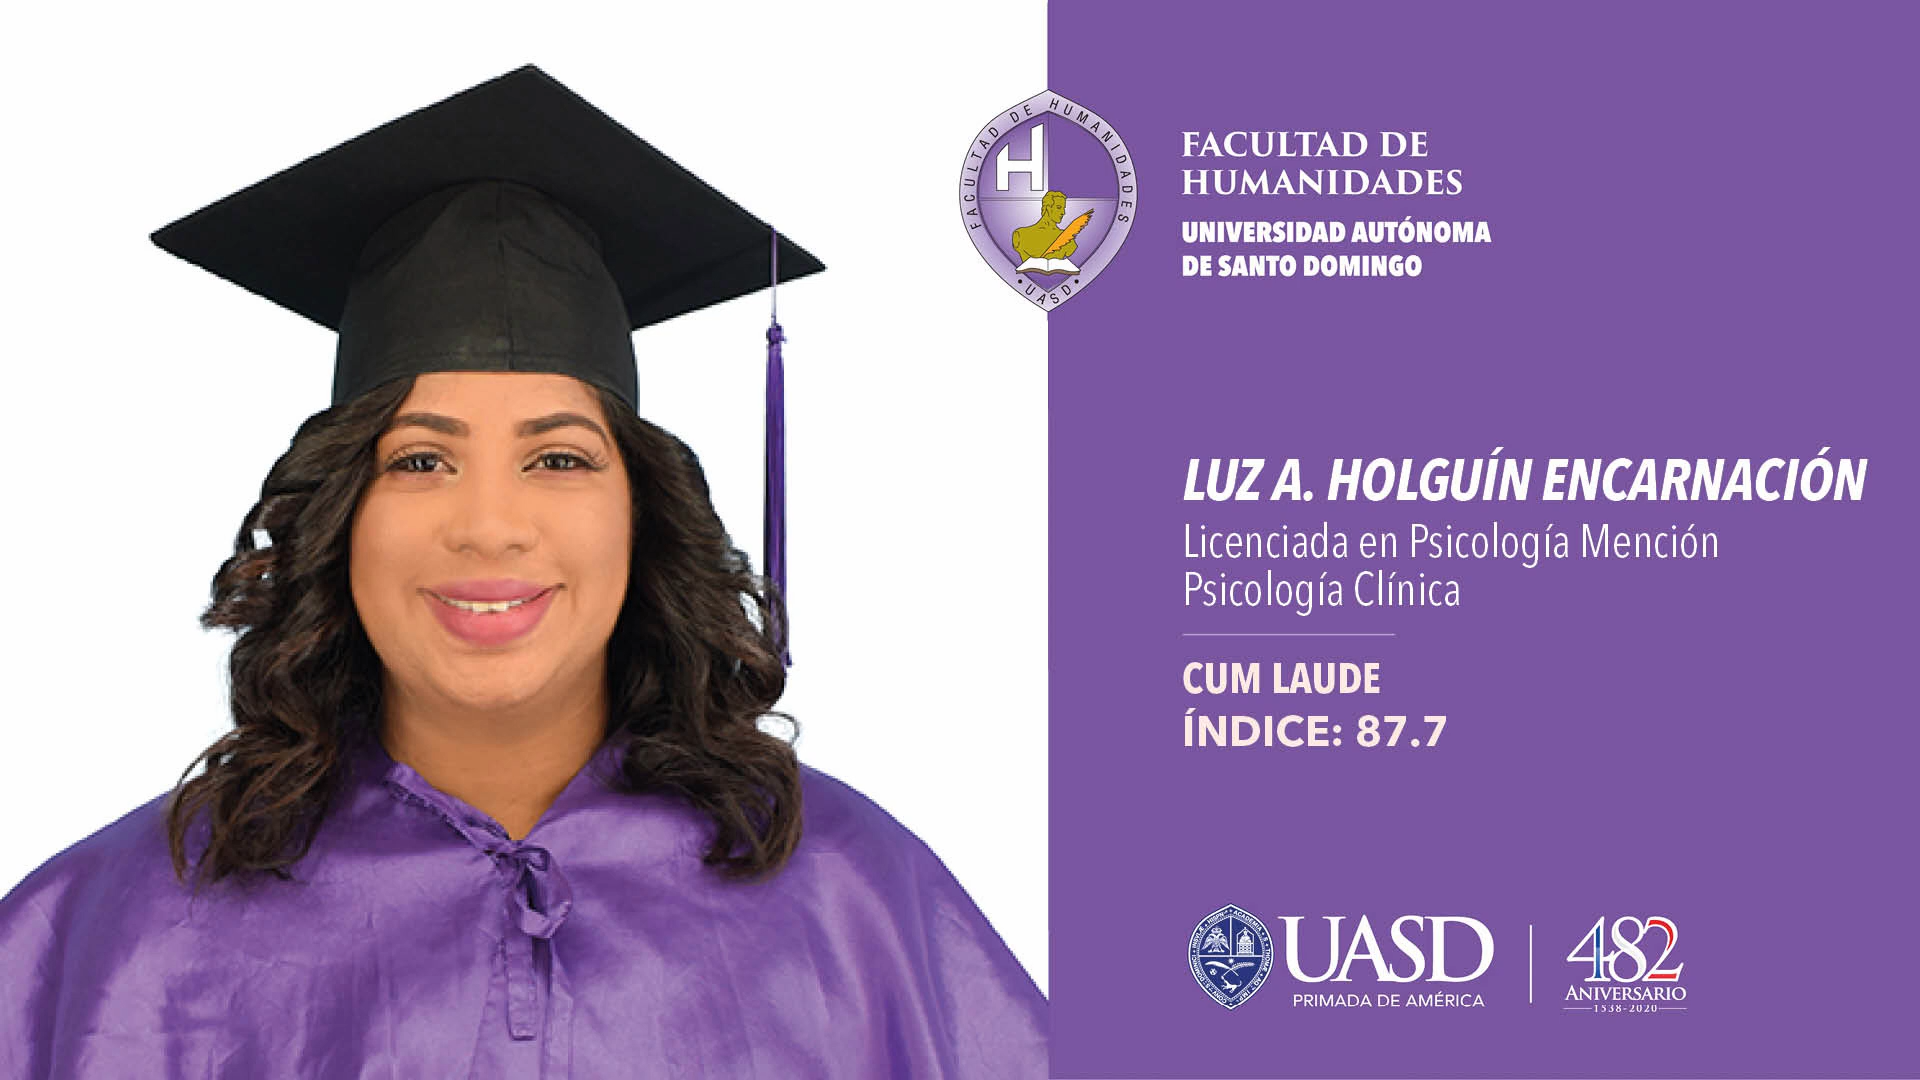 FACULTAD DE HUMANIDADES
UASD
H
FACULTAD DE
HUMANIDADES
UNIVERSIDAD AUTÓNOMA
DE SANTO DOMINGO
LUZ A. HOLGUÍN ENCARNACIÓN
Licenciada en Psicología Mención
Psicología Clínica
CUM LAUDE
ÍNDICE: 87.7
UASD
PRIMADA DE AMÉRICA
482
ANIVERSARIO
1538-2020